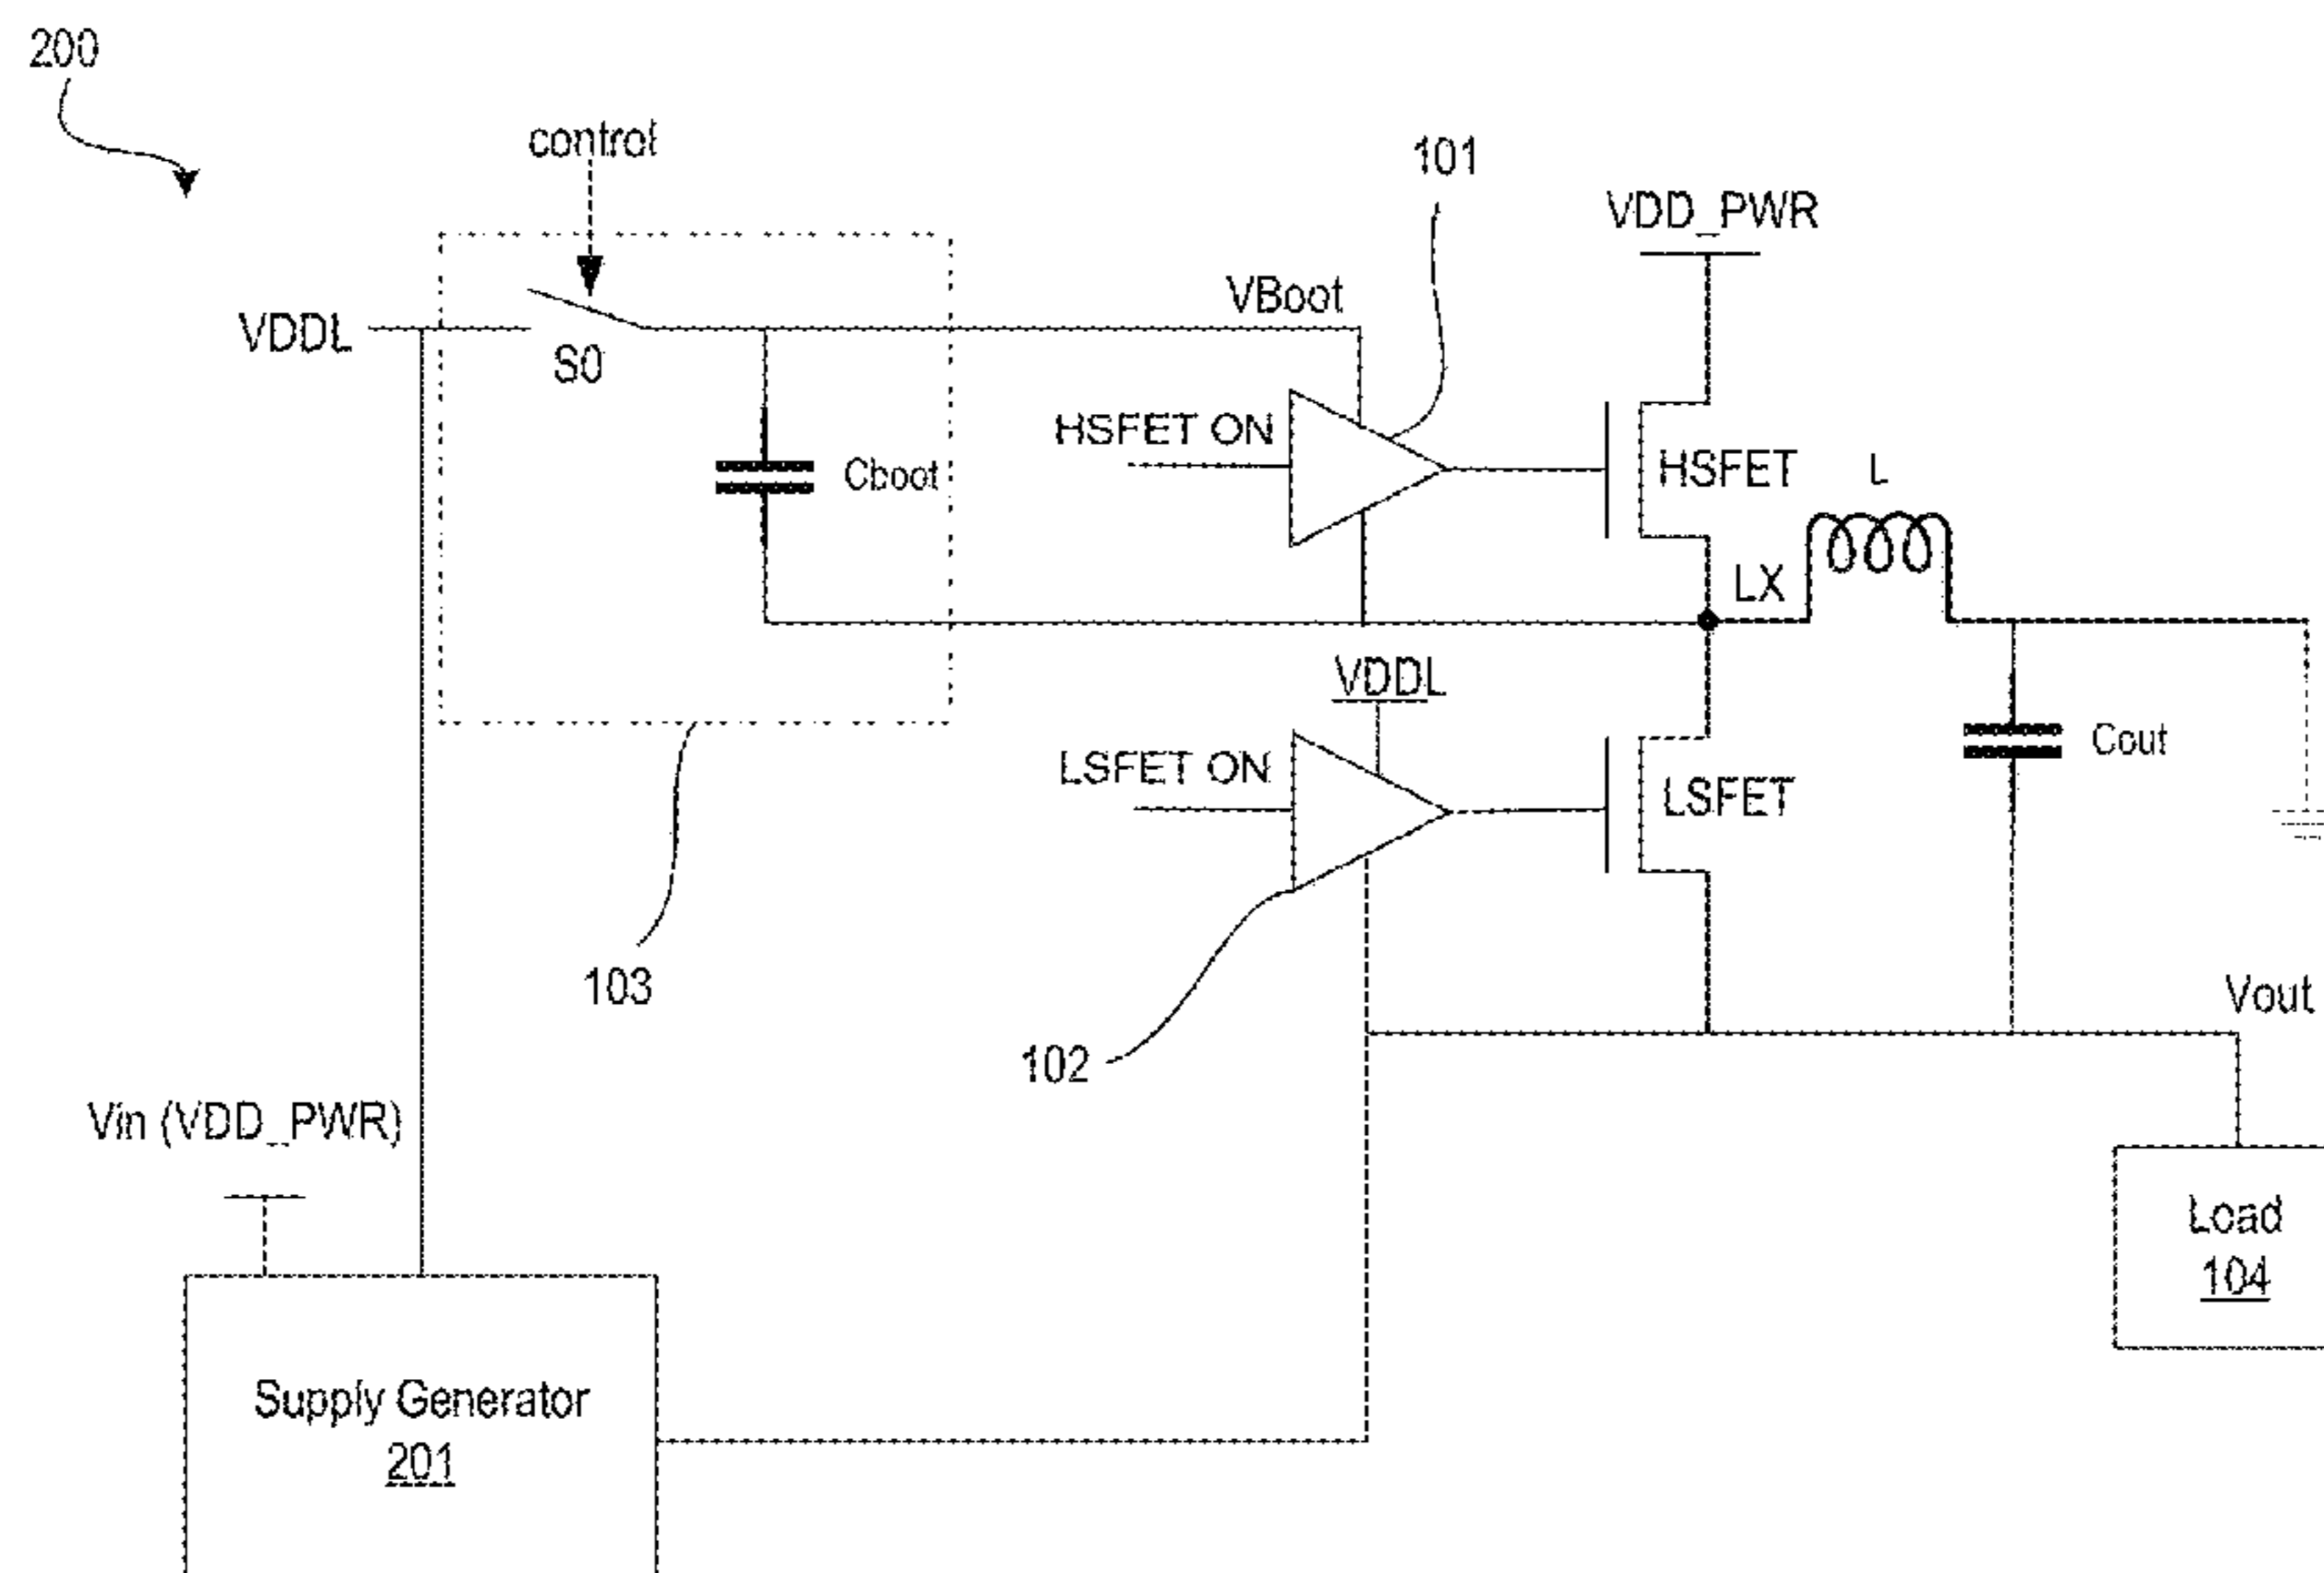 200
control
101
VDD_PWR
VBoot
VDDL
S0
HSFET ON
Cboot
HSFET
L
LX
VDDL
LSFET ON
LSFET
Cout
103
102
Vout
Vin (VDD_PWR)
Load
104
Supply Generator
201